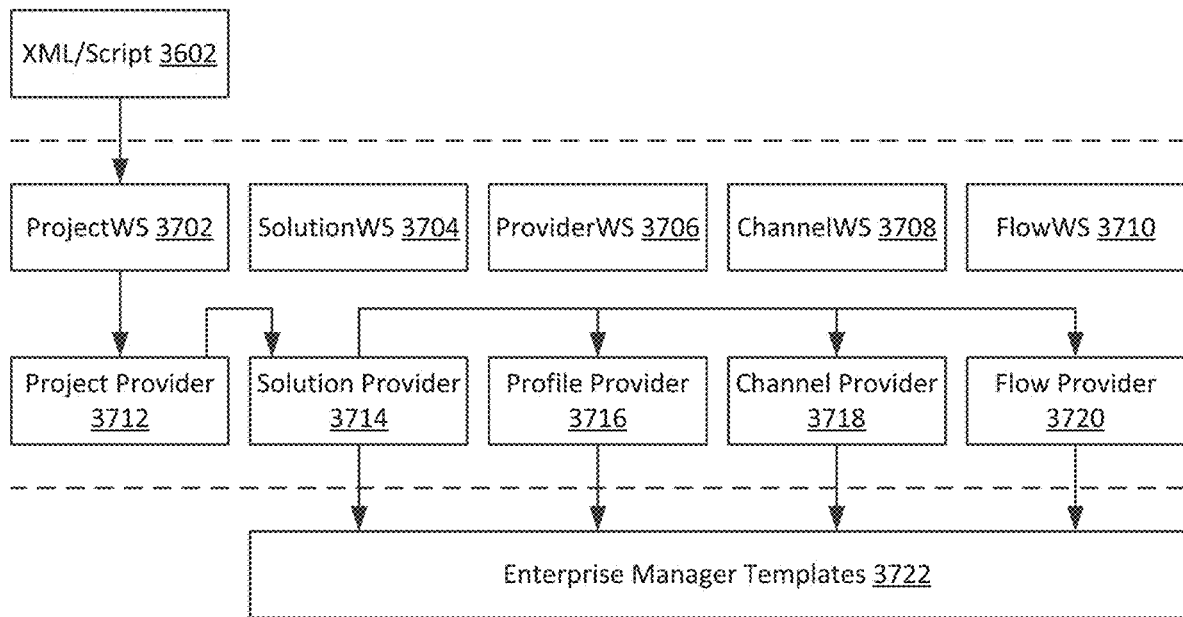 XML/Script 3602
ProjectWS 3702
SolutionWS 3704
ProviderWS 3706
ChannelWS 3708
FlowWS 3710
Project Provider
3712
Solution Provider
3714
Profile Provider
3716
Channel Provider
3718
Flow Provider
3720
Enterprise Manager Templates 3722